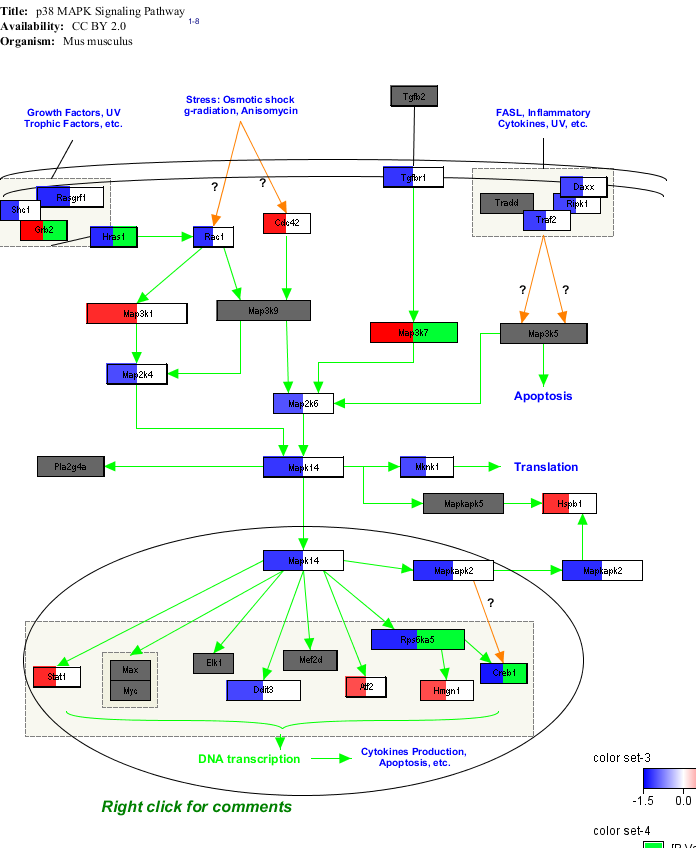 Title: p38 MAPK Signaling Pathway
Availability: CC BY 2.0
1-8
Organism: Mus musculus
Growth Factors, UV
Trophic Factors, etc.
Stress: Osmotic shock
g-radiation, Anisomycin
Tgfb2
FASL, Inflammatory
Cytokines, UV, etc.
Rasgrf1
Shc1
Grb2
Hras1
?
?
Rac1
Cdc42
Tgfbr1
Daxx
Tradd
Ripk1
Traf2
?
?
Map3k1
Map3k9
Map3k7
Map3k5
Map2k4
Map2k6
Apoptosis
Pla2g4a
Mapk14
Mknk1
Translation
Mapkapk5
Hspb1
Mapk14
Mapkapk2
Mapkapk2
?
Rps6ka5
Stat1
Max
Myc
Elk1
Ddit3
Mef2d
Atf2
Hmgn1
Creb1
DNA transcription
Cytokines Production,
Apoptosis, etc.
Right click for comments
color set-3
-1.5 0.0
color set-4